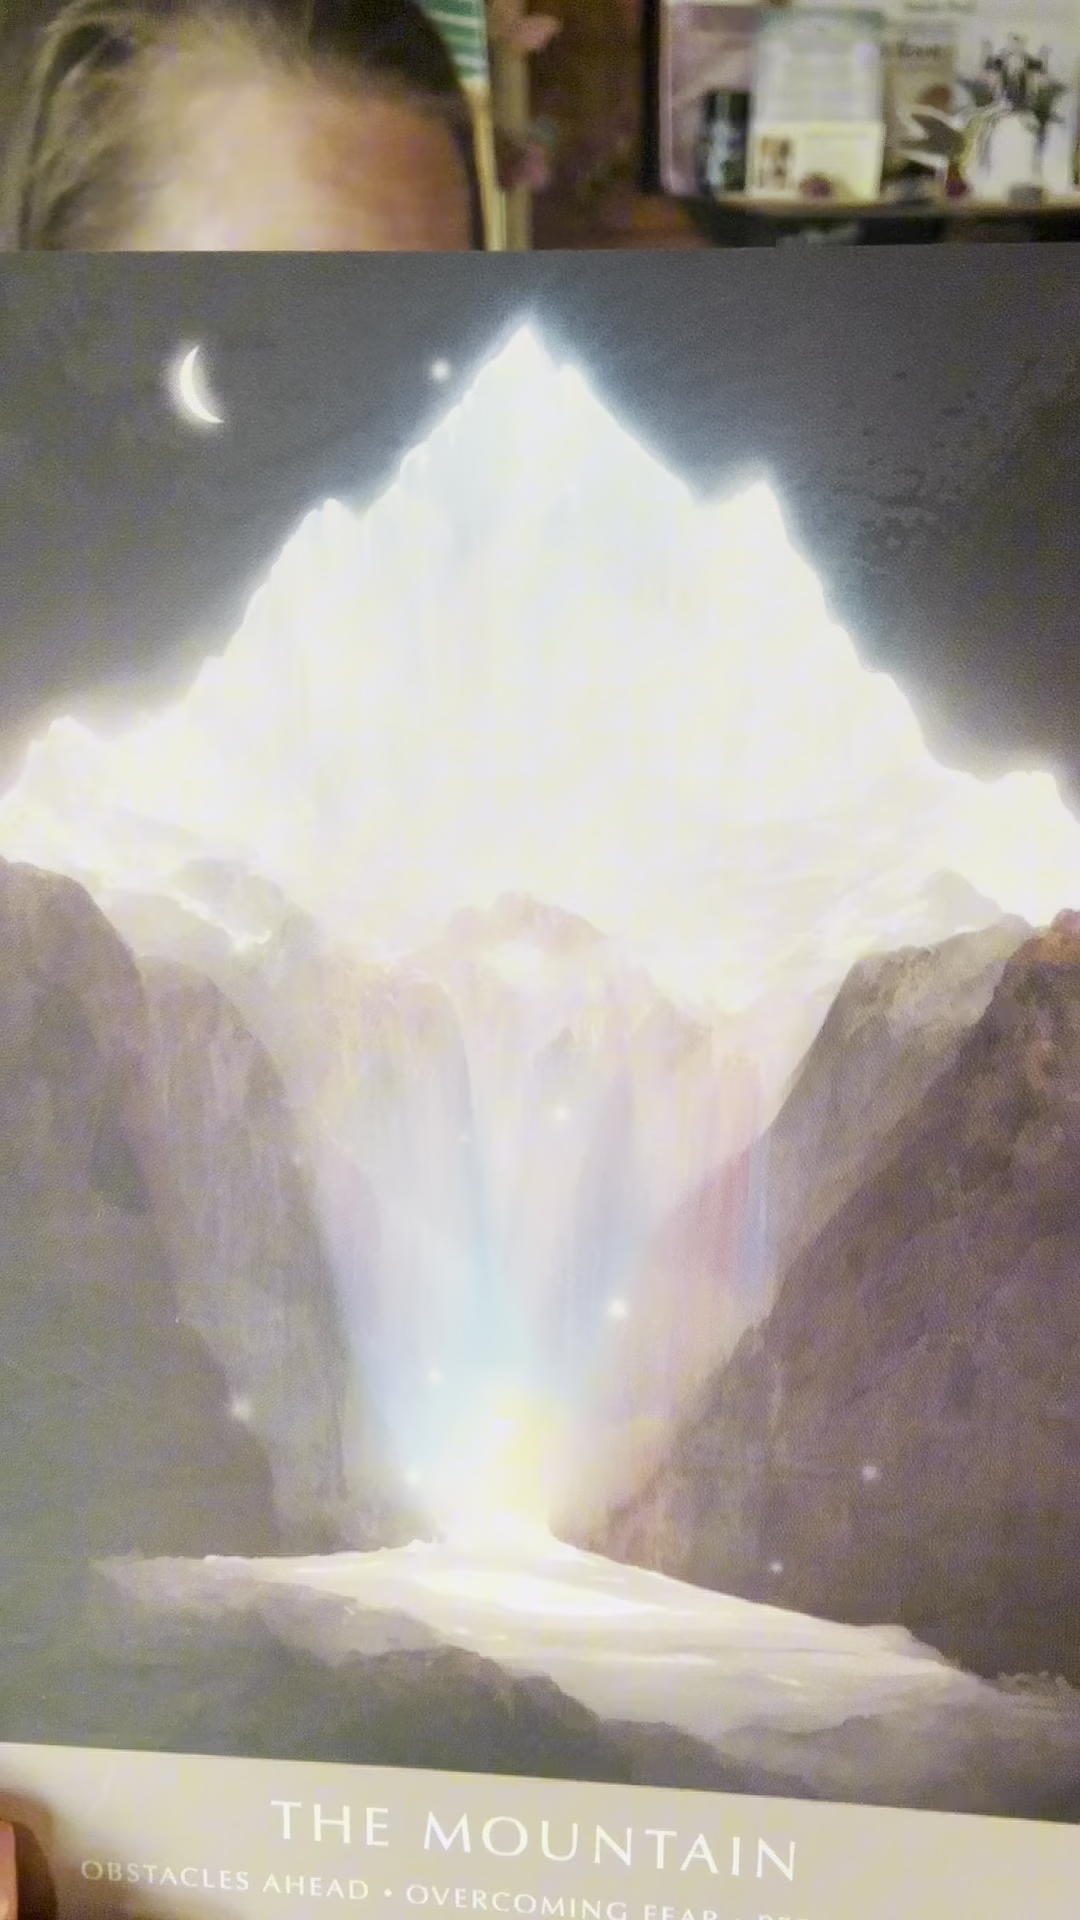 THE MOUNTAIN
OBSTACLES AHEAD • OVERCOMING FEAR •